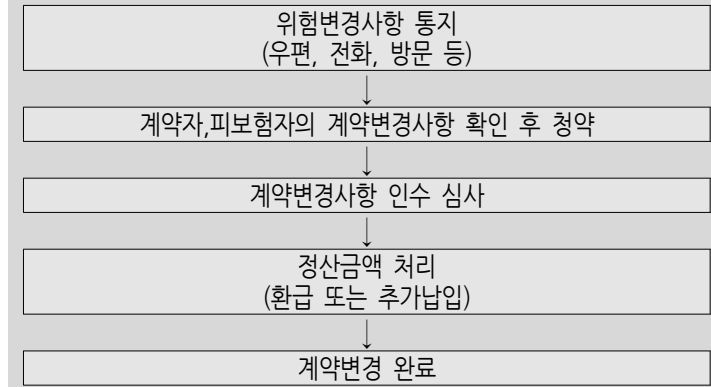 위험변경사항 통지
(우편, 전화, 방문 등)
↓
계약자,피보험자의 계약변경사항 확인 후 청약
↓
계약변경사항 인수 심사
↓
정산금액 처리
(환급 또는 추가납입)
↓
계약변경 완료